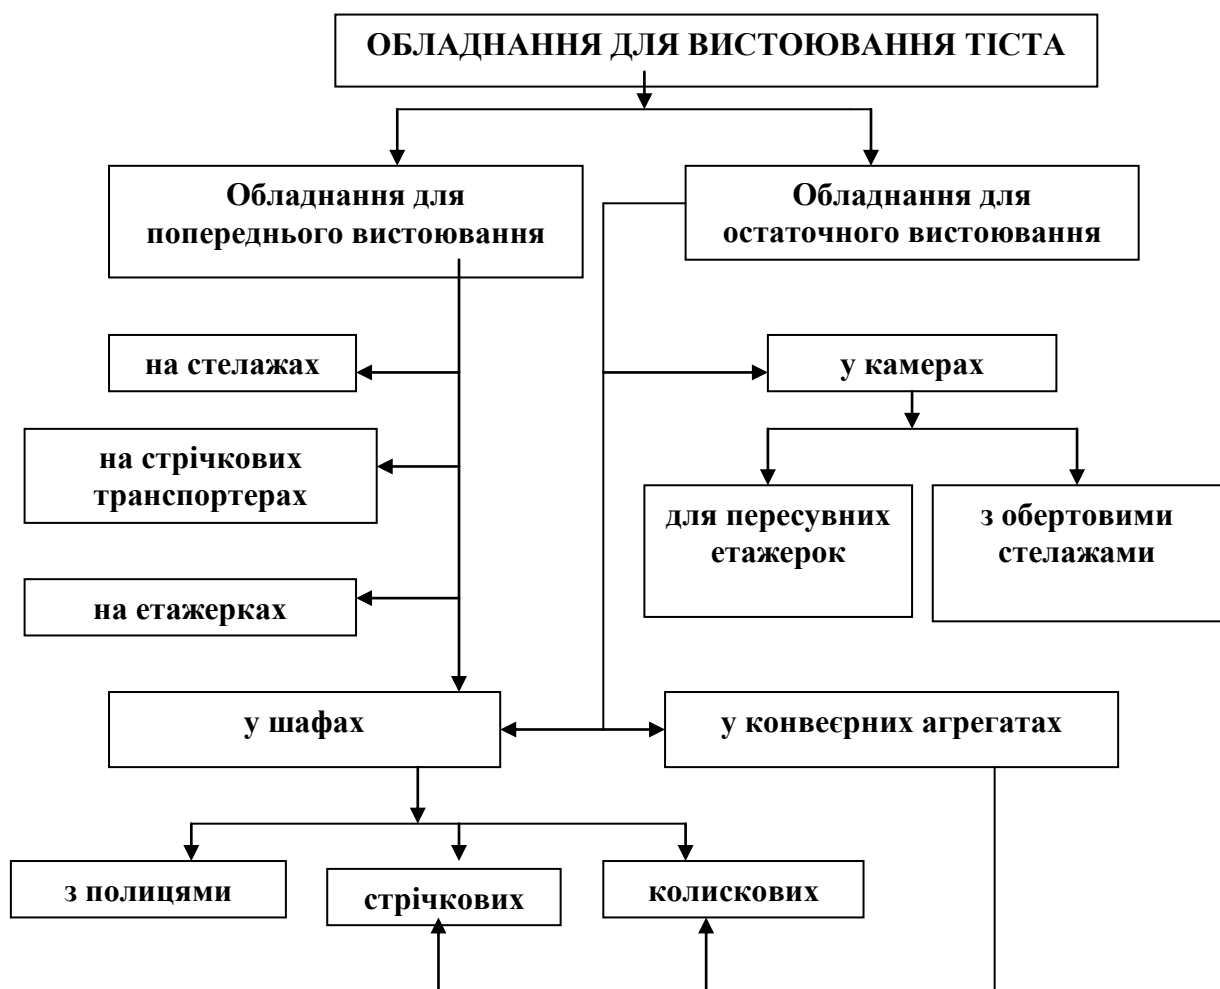 ОБЛАДНАННЯ ДЛЯ ВИСТОЮВАННЯ ТІСТА
Обладнання для
попереднього вистоювання
Обладнання для
остаточного вистоювання
на стелажах
у камерах
на стрічкових
транспортерах
для пересувних
етажерок
з обертовими
стелажами
на етажерках
у шафах
у конвеєрних агрегатах
з полицями
стрічкових
колискових